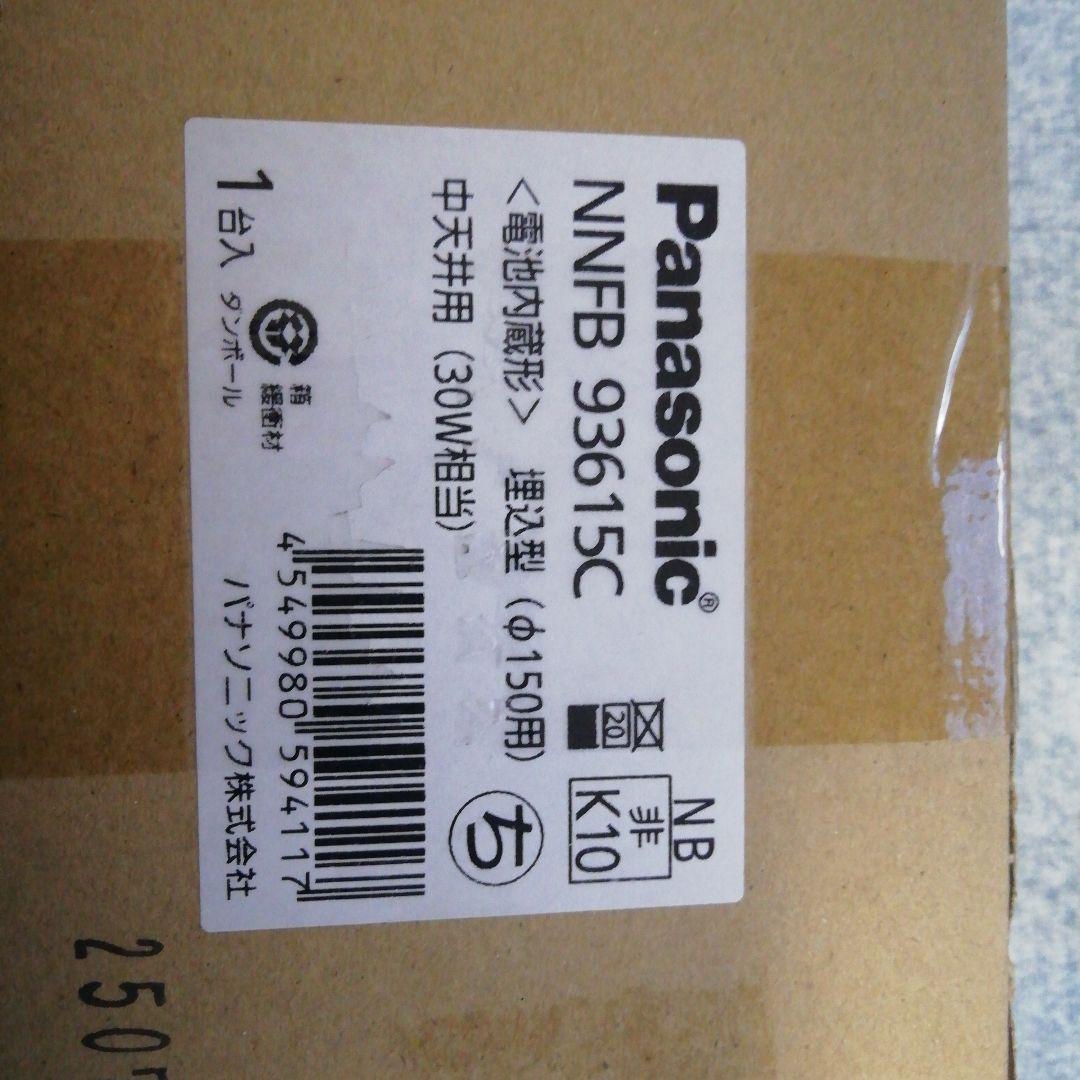 Panasonic®
NNFB 93615C
NB
非
K10
20
<電池内蔵形> 埋込型 (φ150用)
中天井用 (30W相当)
ち
1台入
ダンボール
箱
緩衝材
4 549980 594117
パナソニック株式会社
250